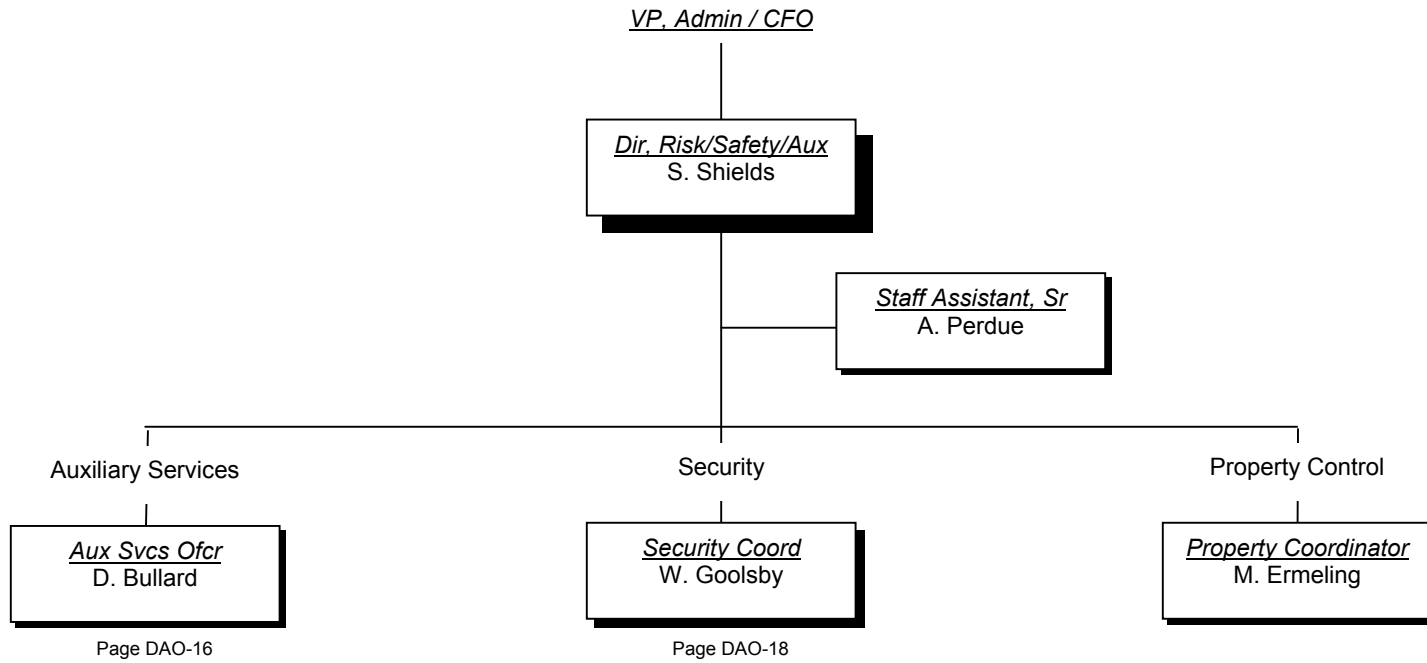 VP, Admin / CFO
Dir, Risk/Safety/Aux
S. Shields
Staff Assistant, Sr
A. Perdue
Auxiliary Services
Security
Property Control
Aux Svcs Ofcr
D. Bullard
Security Coord
W. Goolsby
Property Coordinator
M. Ermeling
Page DAO-16
Page DAO-18